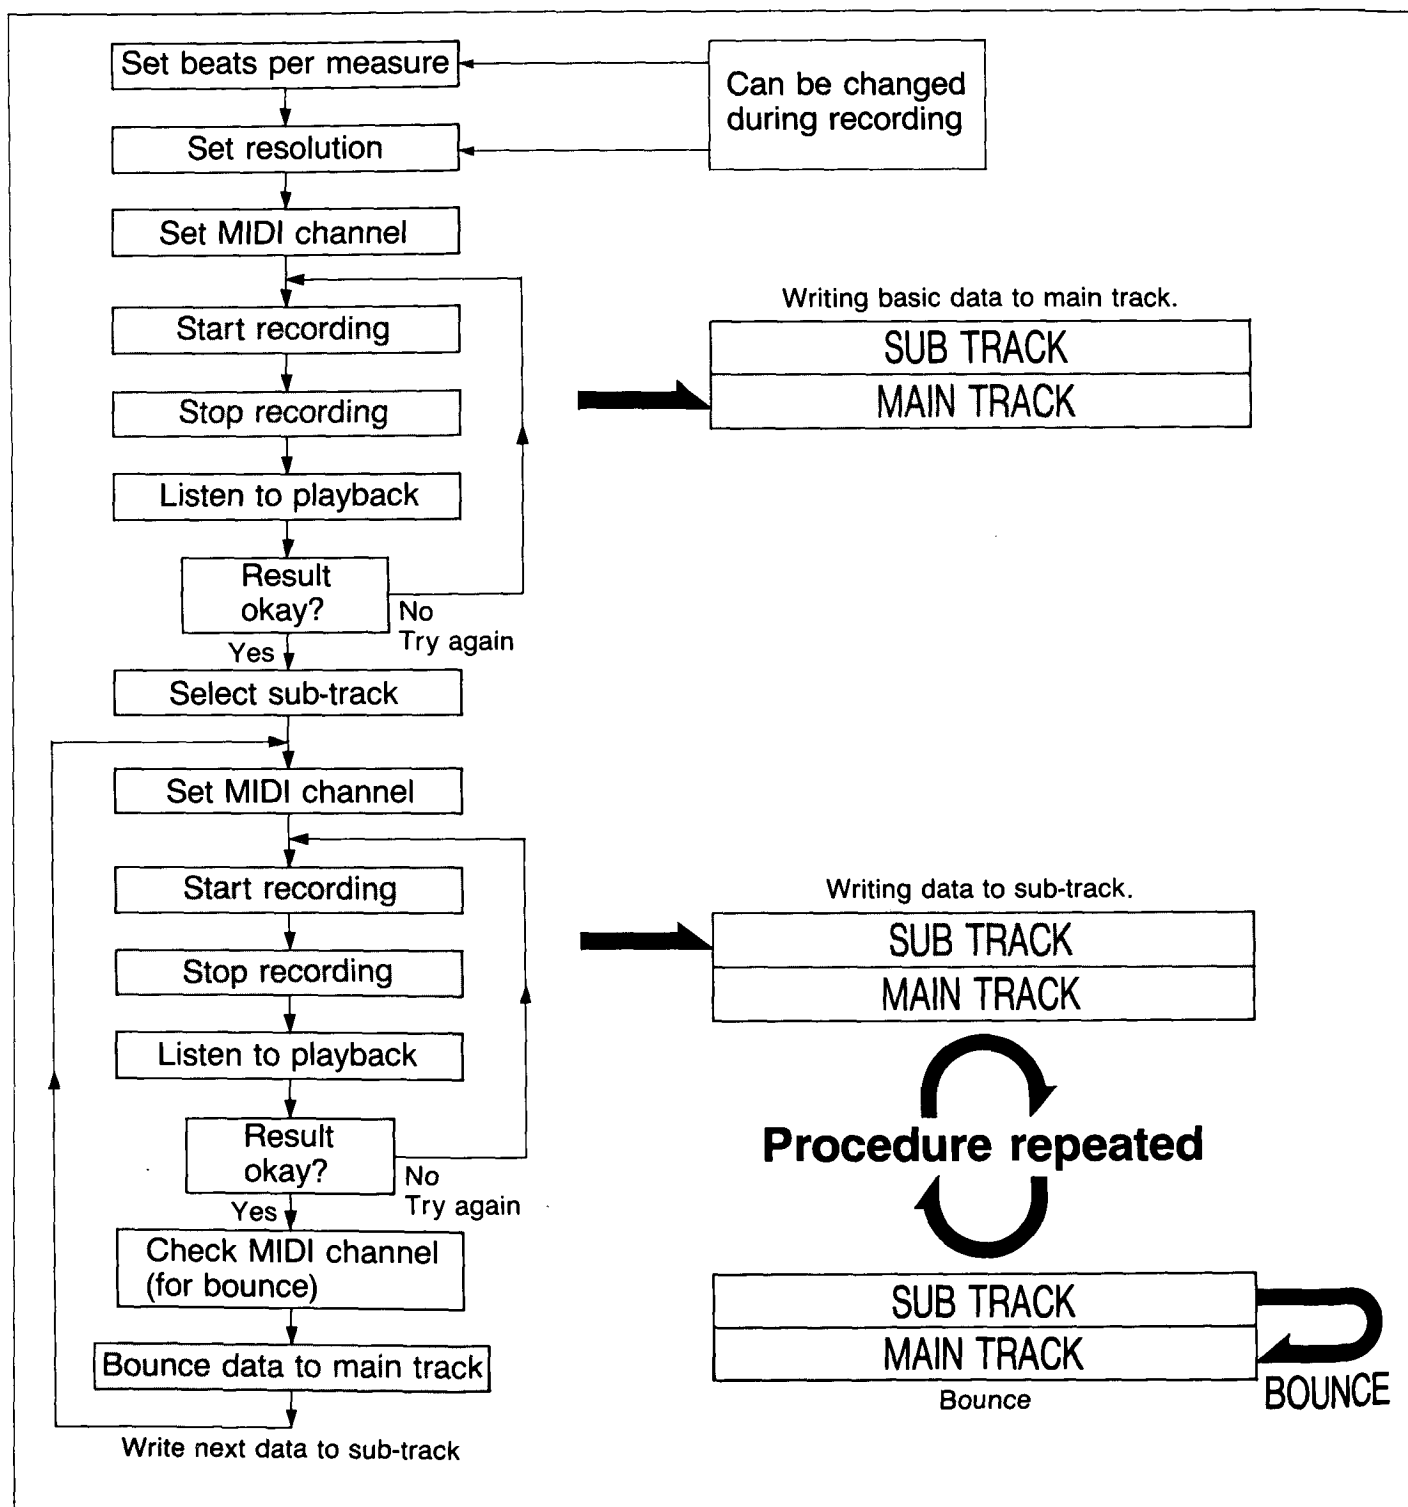 Set beats per measure
Can be changed
during recording
Set resolution
Set MIDI channel
Start recording
Stop recording
Listen to playback
Result
okay?
No
Try again
Yes
Select sub-track
Set MIDI channel
Start recording
Stop recording
Listen to playback
Result
okay?
No
Try again
Yes
Check MIDI channel
(for bounce)
Bounce data to main track
Write next data to sub-track
Writing basic data to main track.
SUB TRACK
MAIN TRACK
Writing data to sub-track.
SUB TRACK
MAIN TRACK
Procedure repeated
SUB TRACK
MAIN TRACK
Bounce
BOUNCE